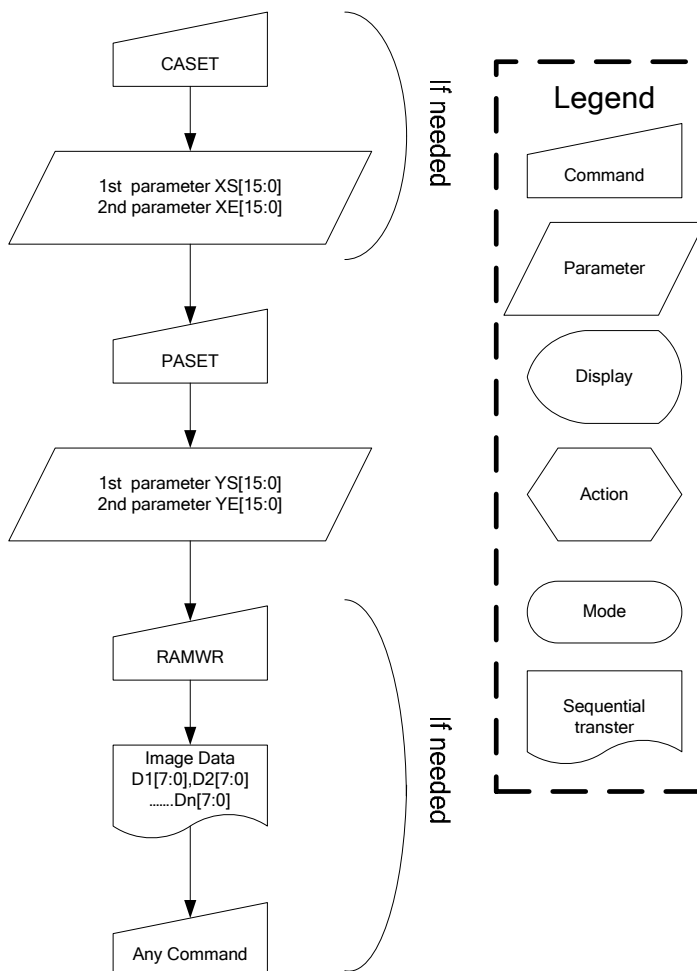 CASET
1st  parameter XS[15:0]
2nd parameter XE[15:0]
If needed
PASET
1st  parameter YS[15:0]
2nd parameter YE[15:0]
RAMWR
Image Data
D1[7:0],D2[7:0]
.......Dn[7:0]
Any Command
If needed
Legend
Command
Parameter
Display
Action
Mode
Sequential
transter